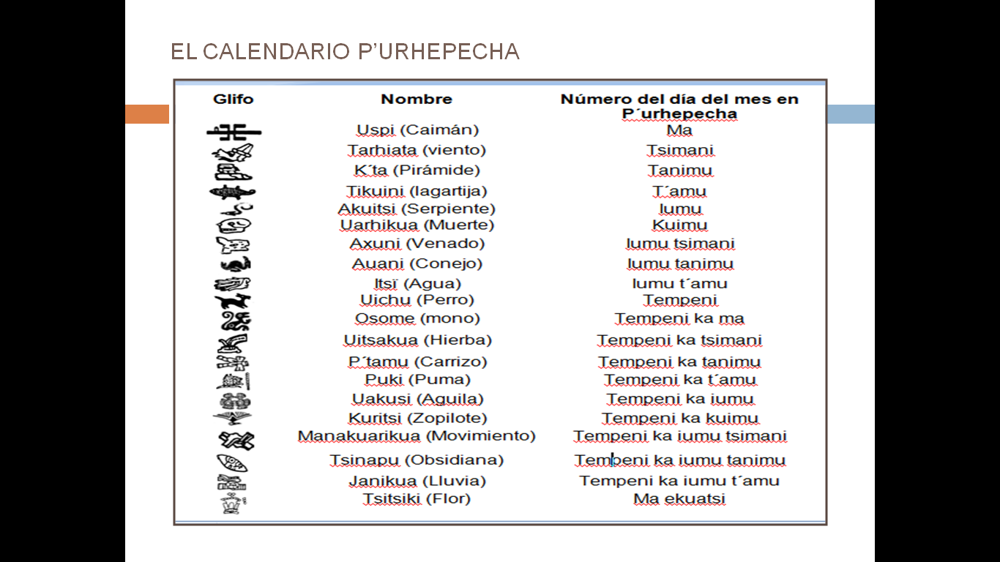 EL CALENDARIO P’URHEPECHA
Glifo Nombre Número del día del mes en
P´urhepecha
Uspi (Caimán) Ma
Tarhiata (viento) Tsimani
K´ta (Pirámide) Tanimu
Tikuini (lagartija) T´amu
Akuitsi (Serpiente) Iumu
Uarhikua (Muerte) Kuimu
Axuni (Venado) Iumu tsimani
Auani (Conejo) Iumu tanimu
Itsï (Agua) Iumu t´amu
Uichu (Perro) Tempeni
Osome (mono) Tempeni ka ma
Uitsakua (Hierba) Tempeni ka tsimani
P´tamu (Carrizo) Tempeni ka tanimu
Puki (Puma) Tempeni ka t´amu
Uakusi (Aguila) Tempeni ka iumu
Kuritsi (Zopilote) Tempeni ka kuimu
Manakuarikua (Movimiento) Tempeni ka iumu tsimani
Tsinapu (Obsidiana) Tempeni ka iumu tanimu
Janikua (Lluvia) Tempeni ka iumu t´amu
Tsitsiki (Flor) Ma ekuatsi